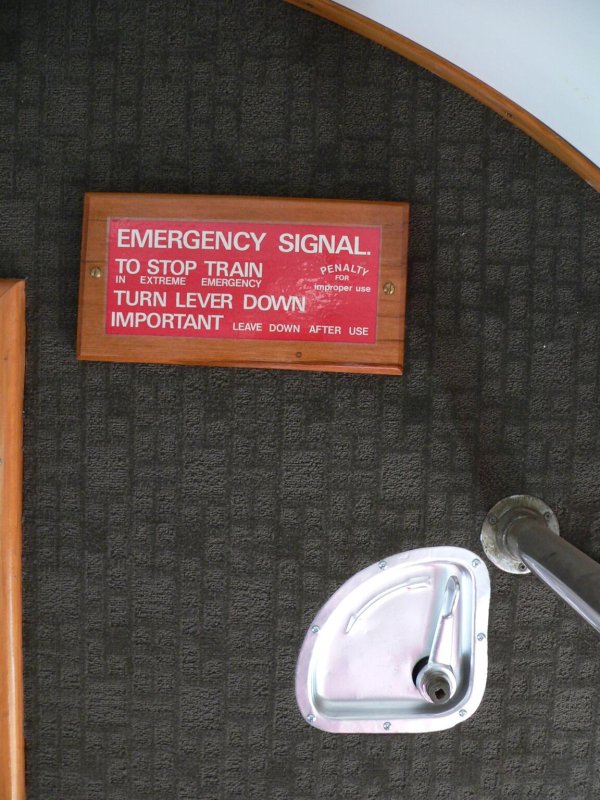 EMERGENCY SIGNAL.
TO STOP TRAIN
IN EXTREME EMERGENCY
PENALTY
FOR
improper use
TURN LEVER DOWN
IMPORTANT LEAVE DOWN AFTER USE